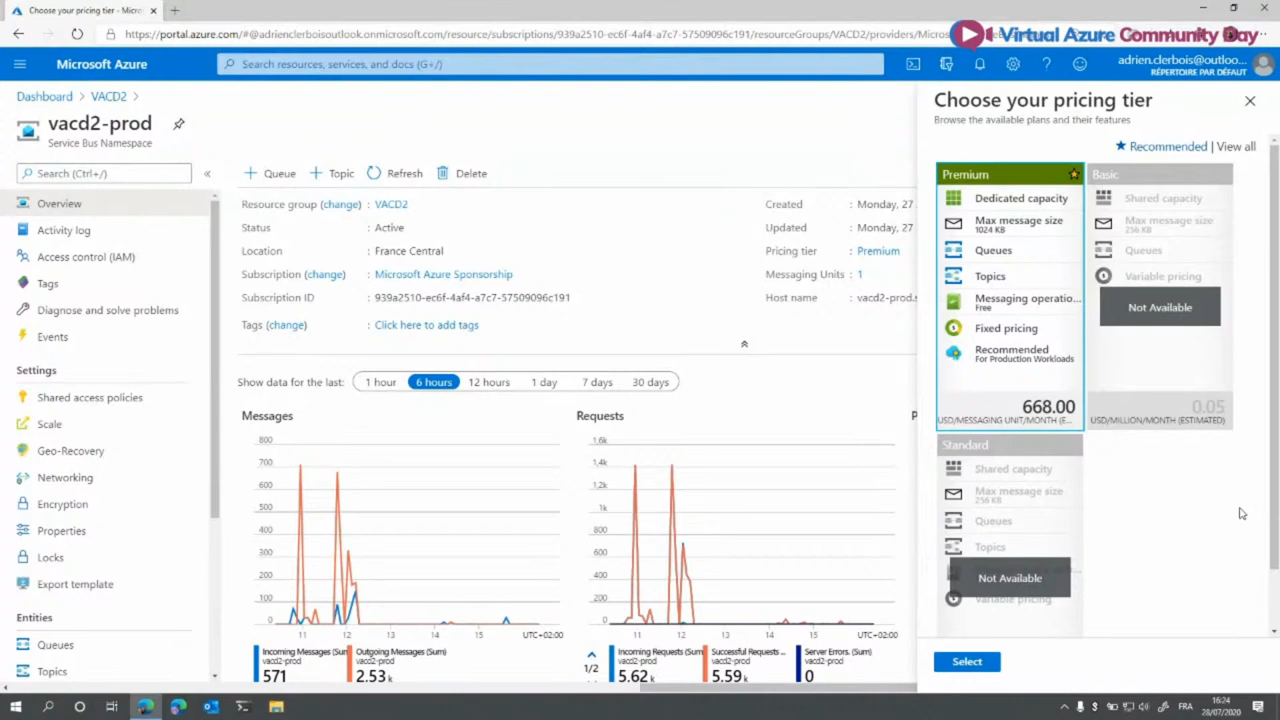 Choose your pricing tier - Micros
https://portal.azure.com/#@adrienclerboisoutlook.onmicrosoft.com/resource/subscriptions/939a2510-ec6f-4af4-a7c7-57509096c191/resourceGroups/VACD2/providers/Micros
Virtual Azure Community Day
Microsoft Azure
Search resources, services, and docs (G+/)
adrien.clerbois@outloo...
RÉPERTOIRE PAR DÉFAUT
Dashboard > VACD2 >
vacd2-prod
Service Bus Namespace
Search (Ctrl+/)
Overview
Activity log
Access control (IAM)
Tags
Diagnose and solve problems
Events
Settings
Shared access policies
Scale
Geo-Recovery
Networking
Encryption
Properties
Locks
Export template
Entities
Queues
Topics
Queue
Topic
Refresh
Delete
Resource group (change) : VACD2
Status : Active
Location : France Central
Subscription (change) : Microsoft Azure Sponsorship
Subscription ID : 939a2510-ec6f-4af4-a7c7-57509096c191
Tags (change) : Click here to add tags
Created : Monday, 27
Updated : Monday, 27
Pricing tier : Premium
Messaging Units : 1
Host name : vacd2-prod.s
Show data for the last: 1 hour 6 hours 12 hours 1 day 7 days 30 days
Messages
800
700
600
500
400
300
200
100
0
11 12 13 14 15 UTC+02:00
Incoming Messages (Sum)
vacd2-prod
571
Outgoing Messages (Sum)
vacd2-prod
2.53 k
1/2
Requests
1,6k
1,4k
1,2k
1k
800
600
400
200
0
11 12 13 14 15 UTC+02:00
Incoming Requests (Sum)
vacd2-prod
5.62 k
Successful Requests ...
vacd2-prod
5.59 k
Server Errors. (Sum)
vacd2-prod
0
Choose your pricing tier
Browse the available plans and their features
Recommended | View all
Premium
Dedicated capacity
Max message size
1024 KB
Queues
Topics
Messaging operatio...
Free
Fixed pricing
Recommended
For Production Workloads
668.00
USD/MESSAGING UNIT/MONTH (E...
Basic
Shared capacity
Max message size
256 KB
Queues
Variable pricing
Not Available
0.05
USD/MILLION/MONTH (ESTIMATED)
Standard
Shared capacity
Max message size
256 KB
Queues
Topics
Not Available
Variable pricing
Select
FRA
16:24
28/07/2020